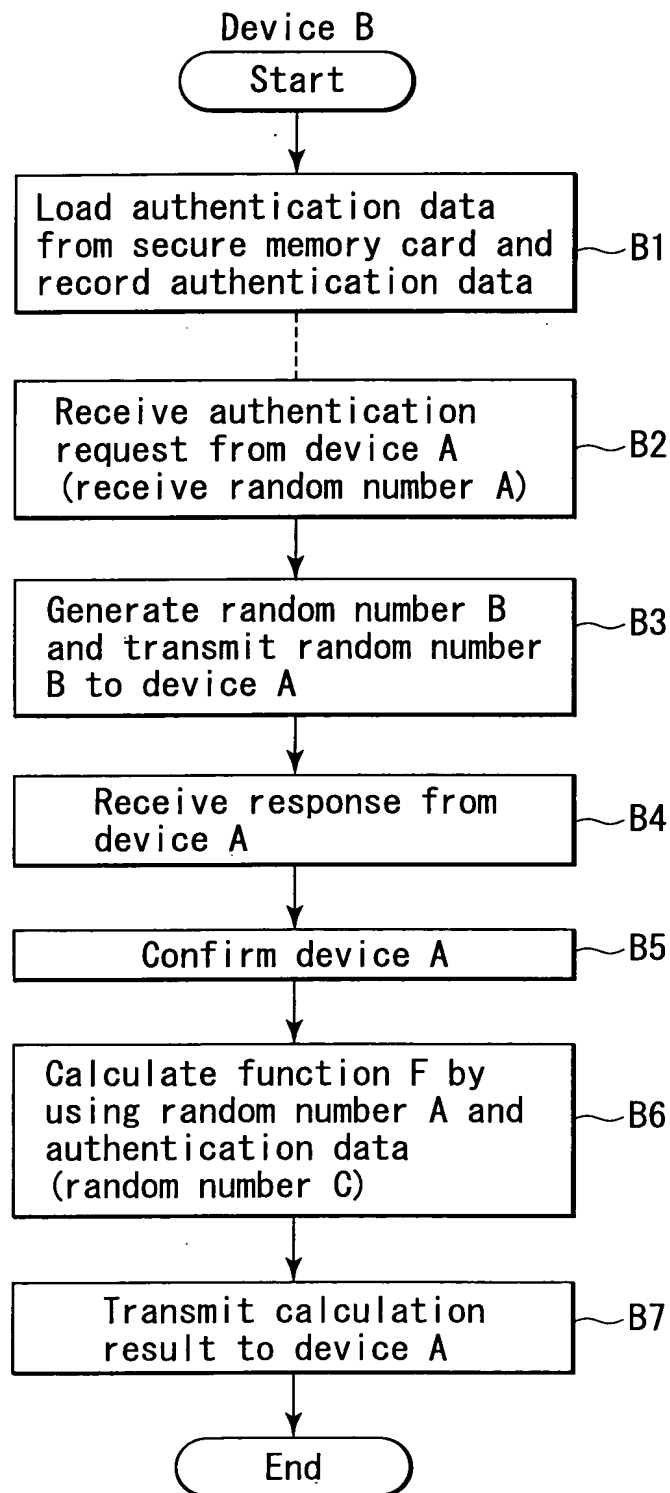 Device B
Start
Load authentication data
from secure memory card and
record authentication data
B1
Receive authentication
request from device A
(receive random number A)
B2
Generate random number B
and transmit random number
B to device A
B3
Receive response from
device A
B4
Confirm device A
B5
Calculate function F by
using random number A and
authentication data
(random number C)
B6
Transmit calculation
result to device A
B7
End